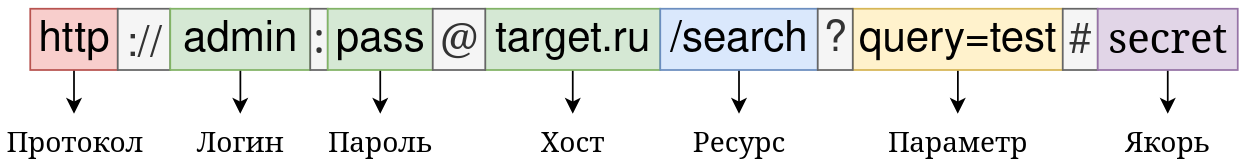 http://admin:pass@target.ru/search?query=test#secret
Протокол Логин Пароль Хост Ресурс Параметр Якорь